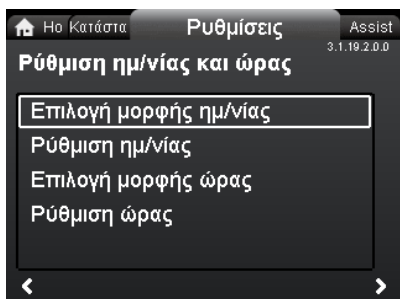 Ho Κατάστα Ρυθμίσεις Assist
3.1.19.2.0.0
Ρύθμιση ημ/νίας και ώρας
Επιλογή μορφής ημ/νίας
Ρύθμιση ημ/νίας
Επιλογή μορφής ώρας
Ρύθμιση ώρας